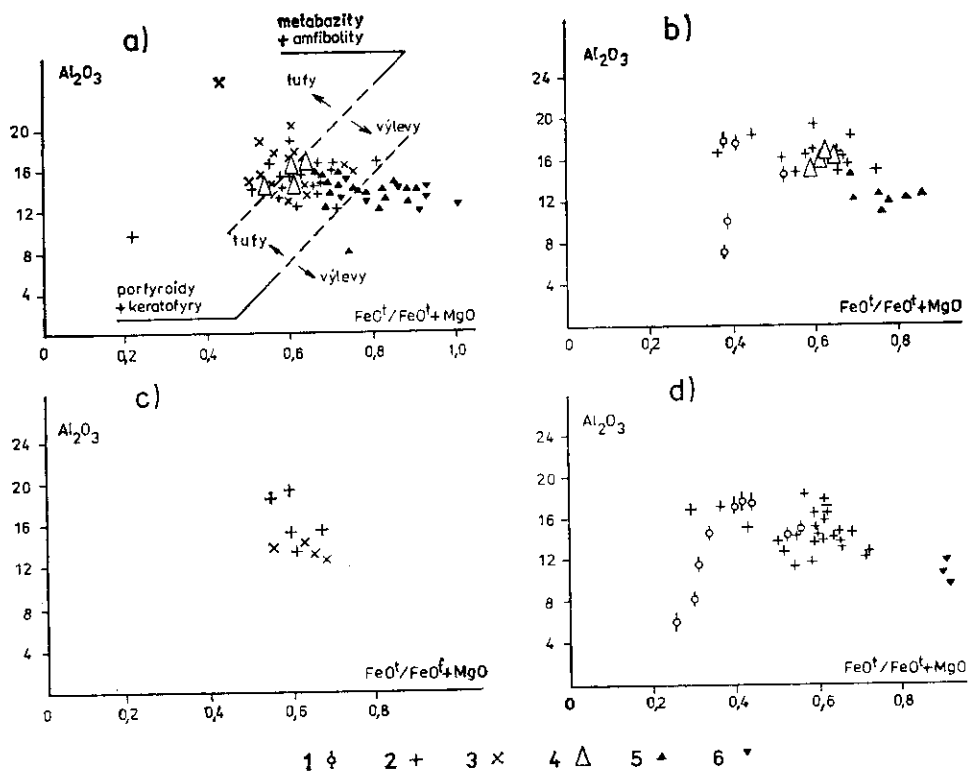 a)
metabazity
+ amfibolity
Al₂O₃
tufy
výlevy
20
16
12
8
4
tufy
výlevy
porfyroidy
+ keratofyry
FeOᵗ/FeOᵗ+MgO
0
0,2
0,4
0,6
0,8
1,0
b)
Al₂O₃
24
20
16
12
8
4
FeOᵗ/FeOᵗ+MgO
0
0,2
0,4
0,6
0,8
c)
Al₂O₃
24
20
16
12
8
4
FeOᵗ/FeOᵗ+MgO
0
0,2
0,4
0,6
0,8
d)
Al₂O₃
24
20
16
12
8
4
FeOᵗ/FeOᵗ+MgO
0
0,2
0,4
0,6
0,8
1 2 + 3 × 4 △ 5 ▲ 6 ▼